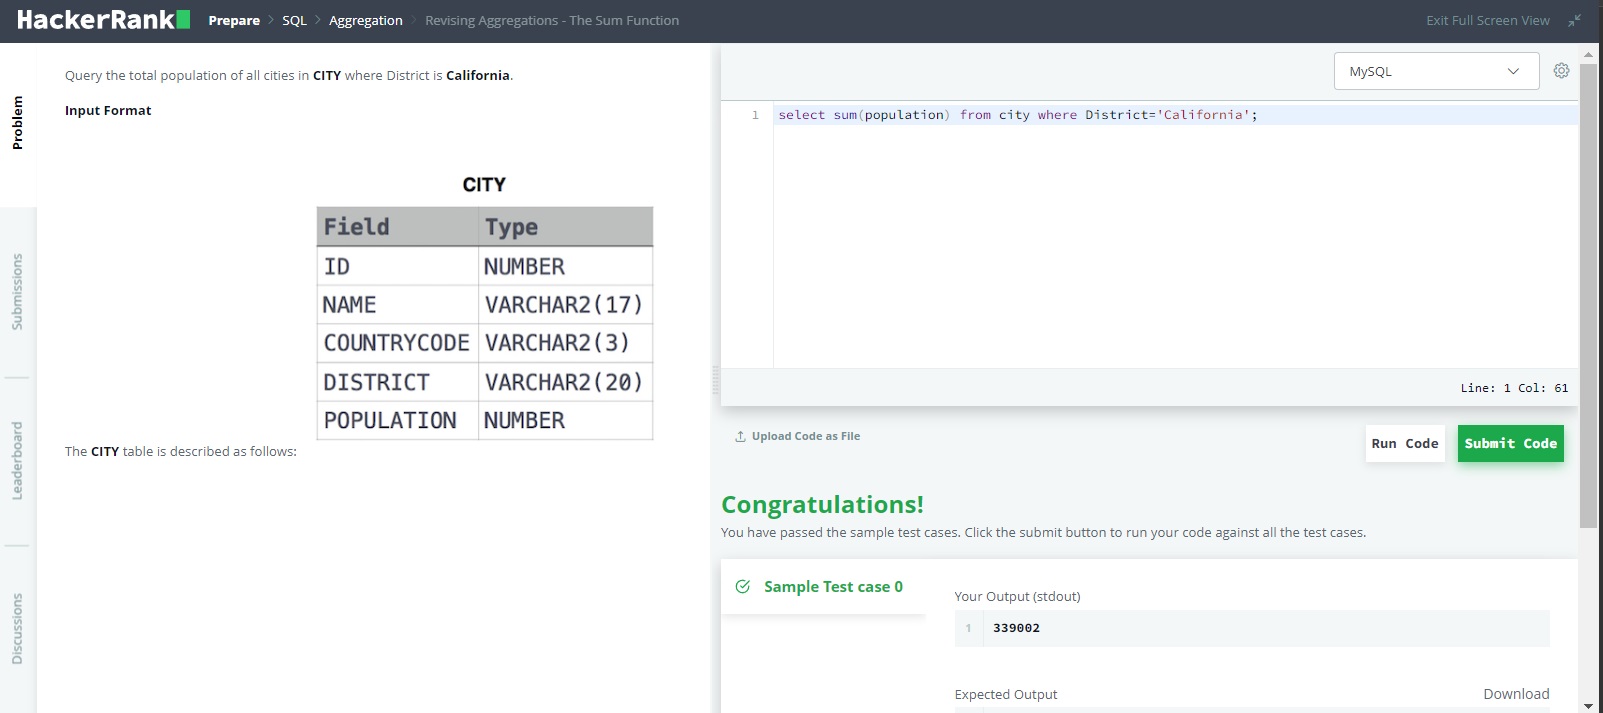 HackerRank Prepare > SQL > Aggregation > Revising Aggregations - The Sum Function Exit Full Screen View
Problem
Submissions
Leaderboard
Discussions
Query the total population of all cities in CITY where District is California.
Input Format
CITY
Field Type
ID NUMBER
NAME VARCHAR2(17)
COUNTRYCODE VARCHAR2(3)
DISTRICT VARCHAR2(20)
POPULATION NUMBER
The CITY table is described as follows:
MySQL
1 select sum(population) from city where District='California';
Line: 1 Col: 61
Upload Code as File
Run Code
Submit Code
Congratulations!
You have passed the sample test cases. Click the submit button to run your code against all the test cases.
Sample Test case 0
Your Output (stdout)
1 339002
Expected Output Download